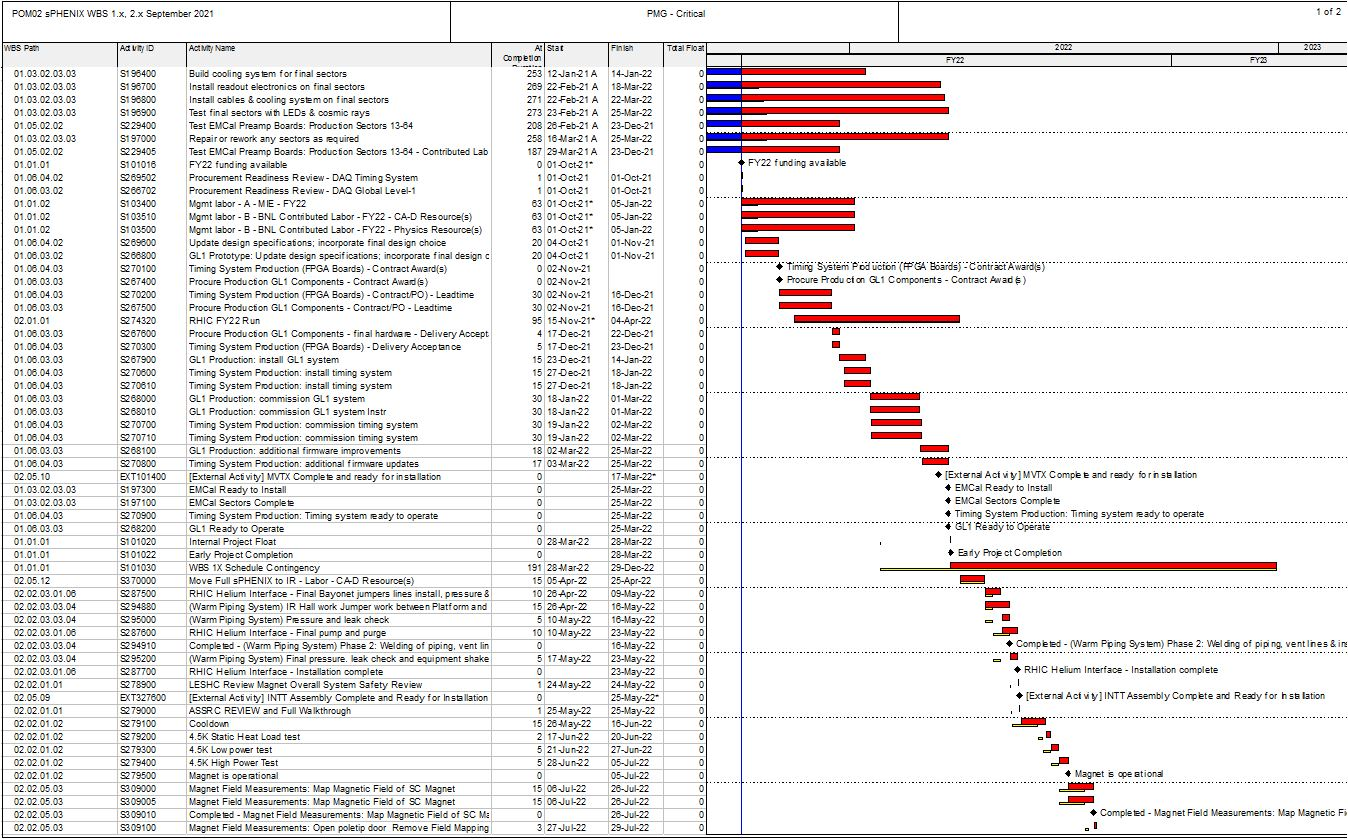 POM02 sPHENIX WBS 1.x, 2.x September 2021 PMG - Critical 1 of 2
WBS Path Activity ID Activity Name At Completion Start Finish Total Float 2022 2023
FY22 FY23
01.03.02.03.03 S196400 Build cooling system for final sectors 253 12-Jan-21 A 14-Jan-22 0
01.03.02.03.03 S196700 Install readout electronics on final sectors 269 22-Feb-21 A 18-Mar-22 0
01.03.02.03.03 S196800 Install cables & cooling system on final sectors 271 22-Feb-21 A 22-Mar-22 0
01.03.02.03.03 S196900 Test final sectors with LEDs & cosmic rays 273 23-Feb-21 A 25-Mar-22 0
01.05.02.02 S229400 Test EMCal Preamp Boards: Production Sectors 13-64 208 26-Feb-21 A 23-Dec-21 0
01.03.02.03.03 S197000 Repair or rework any sectors as required 258 16-Mar-21 A 25-Mar-22 0
01.05.02.02 S229405 Test EMCal Preamp Boards: Production Sectors 13-64 - Contributed Lab 187 29-Mar-21 A 23-Dec-21 0
01.01.01 S101016 FY22 funding available 0 01-Oct-21* 0 FY22 funding available
01.06.04.02 S269502 Procurement Readiness Review - DAQ Timing System 1 01-Oct-21 01-Oct-21 0
01.06.03.02 S266702 Procurement Readiness Review - DAQ Global Level-1 1 01-Oct-21 01-Oct-21 0
01.01.02 S103400 Mgmt labor - A - MIE - FY22 63 01-Oct-21* 05-Jan-22 0
01.01.02 S103510 Mgmt labor - B - BNL Contributed Labor - FY22 - CA-D Resource(s) 63 01-Oct-21* 05-Jan-22 0
01.01.02 S103500 Mgmt labor - B - BNL Contributed Labor - FY22 - Physics Resource(s) 63 01-Oct-21* 05-Jan-22 0
01.06.04.02 S269600 Update design specifications; incorporate final design choice 20 04-Oct-21 01-Nov-21 0
01.06.03.02 S266800 GL1 Prototype: Update design specifications; incorporate final design c 20 04-Oct-21 01-Nov-21 0
01.06.04.03 S270100 Timing System Production (FPGA Boards) - Contract Award(s) 0 02-Nov-21 0 Timing System Production (FPGA Boards) - Contract Award(s)
01.06.03.03 S267400 Procure Production GL1 Components - Contract Award(s) 0 02-Nov-21 0 Procure Production GL1 Components - Contract Award(s)
01.06.04.03 S270200 Timing System Production (FPGA Boards) - Contract/PO) - Leadtime 30 02-Nov-21 16-Dec-21 0
01.06.03.03 S267500 Procure Production GL1 Components - Contract/PO - Leadtime 30 02-Nov-21 16-Dec-21 0
02.01.01 S274320 RHIC FY22 Run 95 15-Nov-21* 04-Apr-22 0
01.06.03.03 S267600 Procure Production GL1 Components - final hardware - Delivery Accept 4 17-Dec-21 22-Dec-21 0
01.06.04.03 S270300 Timing System Production (FPGA Boards) - Delivery Acceptance 5 17-Dec-21 23-Dec-21 0
01.06.03.03 S267900 GL1 Production: install GL1 system 15 23-Dec-21 14-Jan-22 0
01.06.04.03 S270600 Timing System Production: install timing system 15 27-Dec-21 18-Jan-22 0
01.06.04.03 S270610 Timing System Production: install timing system 15 27-Dec-21 18-Jan-22 0
01.06.03.03 S268000 GL1 Production: commission GL1 system 30 18-Jan-22 01-Mar-22 0
01.06.03.03 S268010 GL1 Production: commission GL1 system Instr 30 18-Jan-22 01-Mar-22 0
01.06.04.03 S270700 Timing System Production: commission timing system 30 19-Jan-22 02-Mar-22 0
01.06.04.03 S270710 Timing System Production: commission timing system 30 19-Jan-22 02-Mar-22 0
01.06.03.03 S268100 GL1 Production: additional firmware improvements 18 02-Mar-22 25-Mar-22 0
01.06.04.03 S270800 Timing System Production: additional firmware updates 17 03-Mar-22 25-Mar-22 0
02.05.10 EXT101400 [External Activity] MVTX Complete and ready for installation 0 17-Mar-22* 0 [External Activity] MVTX Complete and ready for installation
01.03.02.03.03 S197300 EMCal Ready to Install 0 25-Mar-22 0 EMCal Ready to Install
01.03.02.03.03 S197100 EMCal Sectors Complete 0 25-Mar-22 0 EMCal Sectors Complete
01.06.04.03 S270900 Timing System Production: Timing system ready to operate 0 25-Mar-22 0 Timing System Production: Timing system ready to operate
01.06.03.03 S268200 GL1 Ready to Operate 0 25-Mar-22 0 GL1 Ready to Operate
01.01.01 S101020 Internal Project Float 0 28-Mar-22 28-Mar-22 0
01.01.01 S101022 Early Project Completion 0 28-Mar-22 0 Early Project Completion
01.01.01 S101030 WBS 1X Schedule Contingency 191 28-Mar-22 29-Dec-22 0
02.05.12 S370000 Move Full sPHENIX to IR - Labor - CA-D Resource(s) 15 05-Apr-22 25-Apr-22 0
02.02.03.01.06 S287500 RHIC Helium Interface - Final Bayonet jumpers lines install, pressure & 10 26-Apr-22 09-May-22 0
02.02.03.03.04 S294880 (Warm Piping System) IR Hall work Jumper work between Platform and 15 26-Apr-22 16-May-22 0
02.02.03.03.04 S295000 (Warm Piping System) Pressure and leak check 5 10-May-22 16-May-22 0
02.02.03.01.06 S287600 RHIC Helium Interface - Final pump and purge 10 10-May-22 23-May-22 0
02.02.03.03.04 S294910 Completed - (Warm Piping System) Phase 2: Welding of piping, vent lin 0 16-May-22 0 Completed - (Warm Piping System) Phase 2: Welding of piping, vent lines & ins
02.02.03.03.04 S295200 (Warm Piping System) Final pressure. leak check and equipment shake 5 17-May-22 23-May-22 0
02.02.03.01.06 S287700 RHIC Helium Interface - Installation complete 0 23-May-22 0 RHIC Helium Interface - Installation complete
02.02.01.01 S278900 LESHC Review Magnet Overall System Safety Review 1 24-May-22 24-May-22 0
02.05.09 EXT327600 [External Activity] INTT Assembly Complete and Ready for Installation 0 25-May-22* 0 [External Activity] INTT Assembly Complete and Ready for Installation
02.02.01.01 S279000 ASSRC REVIEW and Full Walkthrough 1 25-May-22 25-May-22 0
02.02.01.02 S279100 Cooldown 15 26-May-22 16-Jun-22 0
02.02.01.02 S279200 4.5K Static Heat Load test 2 17-Jun-22 20-Jun-22 0
02.02.01.02 S279300 4.5K Low power test 5 21-Jun-22 27-Jun-22 0
02.02.01.02 S279400 4.5K High Power Test 5 28-Jun-22 05-Jul-22 0
02.02.01.02 S279500 Magnet is operational 0 05-Jul-22 0 Magnet is operational
02.02.05.03 S309000 Magnet Field Measurements: Map Magnetic Field of SC Magnet 15 06-Jul-22 26-Jul-22 0
02.02.05.03 S309005 Magnet Field Measurements: Map Magnetic Field of SC Magnet 15 06-Jul-22 26-Jul-22 0
02.02.05.03 S309010 Completed - Magnet Field Measurements: Map Magnetic Field of SC Ma 0 26-Jul-22 0 Completed - Magnet Field Measurements: Map Magnetic Fi
02.02.05.03 S309100 Magnet Field Measurements: Open poletip door Remove Field Mapping 3 27-Jul-22 29-Jul-22 0